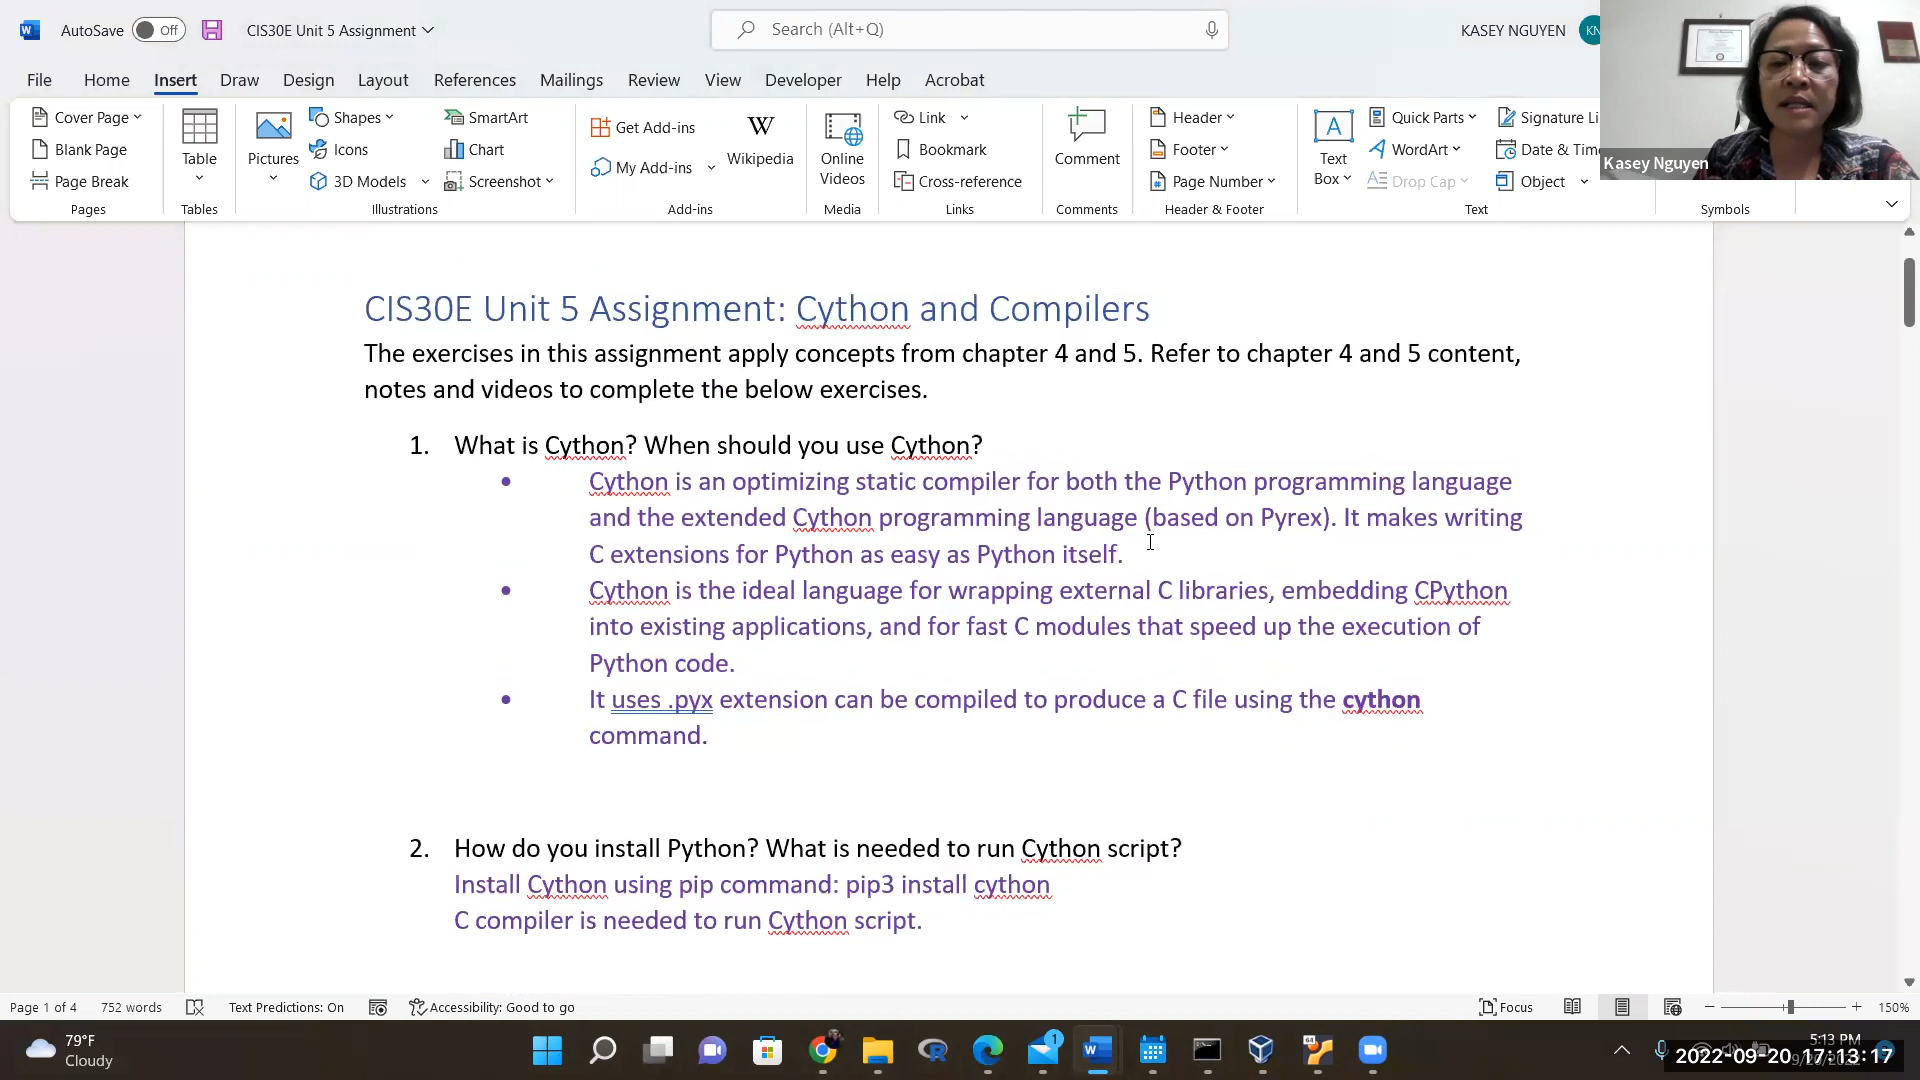 AutoSave Off CIS30E Unit 5 Assignment Search (Alt+Q) KASEY NGUYEN
File Home Insert Draw Design Layout References Mailings Review View Developer Help Acrobat
Cover Page
Blank Page
Page Break
Pages
Table
Tables
Pictures
Shapes
Icons
3D Models
SmartArt
Chart
Screenshot
Illustrations
Get Add-ins
My Add-ins
Wikipedia
Add-ins
Online
Videos
Media
Link
Bookmark
Cross-reference
Links
Comment
Comments
Header
Footer
Page Number
Header & Footer
Text
Box
Quick Parts
WordArt
Drop Cap
Signature Li
Date & Time
Object
Text
Symbols
Kasey Nguyen
CIS30E Unit 5 Assignment: Cython and Compilers
The exercises in this assignment apply concepts from chapter 4 and 5. Refer to chapter 4 and 5 content,
notes and videos to complete the below exercises.
1. What is Cython? When should you use Cython?
• Cython is an optimizing static compiler for both the Python programming language
and the extended Cython programming language (based on Pyrex). It makes writing
C extensions for Python as easy as Python itself.
• Cython is the ideal language for wrapping external C libraries, embedding CPython
into existing applications, and for fast C modules that speed up the execution of
Python code.
• It uses .pyx extension can be compiled to produce a C file using the cython
command.
2. How do you install Python? What is needed to run Cython script?
Install Cython using pip command: pip3 install cython
C compiler is needed to run Cython script.
Page 1 of 4 752 words Text Predictions: On Accessibility: Good to go Focus 150%
79°F
Cloudy
5:13 PM
2022-09-20 17:13:17